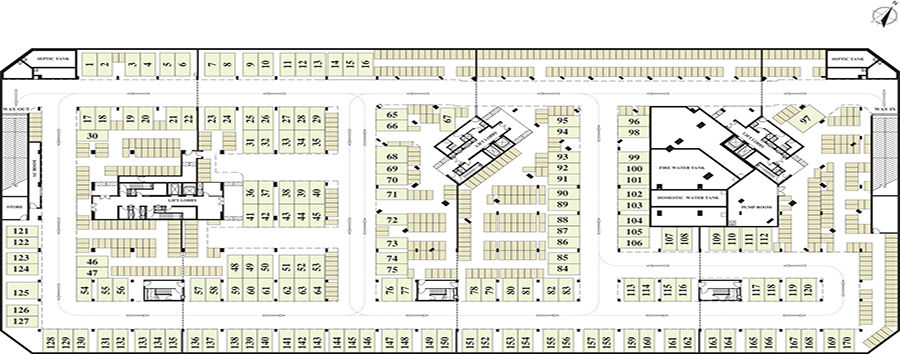 SEPTIC TANK 1 2 3 4 5 6 7 8 9 10 11 12 13 14 15 16 SEPTIC TANK
WAY OUT WAY IN
17 18 19 20 21 22 23 24 25 26 27 28 29 65 67 95 96 97
66 94 98
30 31 32 33 34 35 LIFT LOBBY LIFT LOBBY
68 93 99
69 92 100 FIRE WATER TANK
70 91 101
36 37 38 39 40 71 90 102 DOMESTIC WATER TANK
STORE LIFT LOBBY 89 103 PUMP ROOM
41 42 43 44 45 72 88 104
121 87 105 107 108 109 110 111 112
122 73 86 106
123 46 74 85
124 47 48 49 50 51 52 53 75 84
125 54 55 56 57 58 59 60 61 62 63 64 76 77 78 79 80 81 82 83 113 114 115 116 117 118 119 120
126
127
128 129 130 131 132 133 134 135 136 137 138 139 140 141 142 143 144 145 146 147 148 149 150 151 152 153 154 155 156 157 158 159 160 161 162 163 164 165 166 167 168 169 170